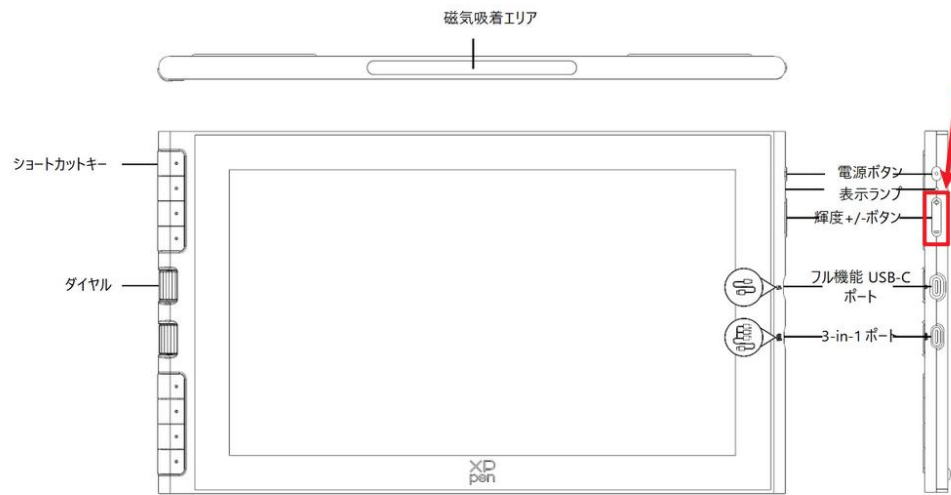 磁気吸着エリア
ショートカットキー
電源ボタン
表示ランプ
輝度+/-ボタン
ダイヤル
フル機能 USB-C
ポート
3-in-1 ポート
XP
pen